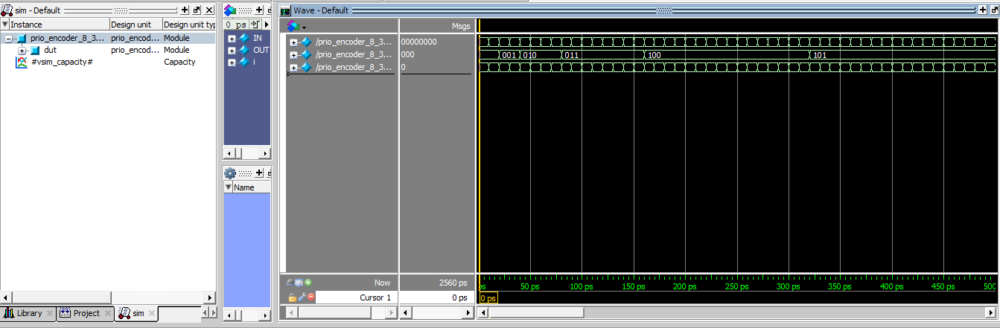 sim - Default
Instance Design unit Design unit typ
prio_encoder_8_3... prio_encod... Module
dut prio_encod... Module
#vsim_capacity# Capacity
Library Project sim
0 ps
IN
OUT
i
Name
Wave - Default
Msgs
/prio_encoder_8_3... 00000000
/prio_encoder_8_3... 000 001 010 011 100 101
/prio_encoder_8_3... 0
Now 2560 ps ps 50 ps 100 ps 150 ps 200 ps 250 ps 300 ps 350 ps 400 ps 450 ps 500
Cursor 1 0 ps 0 ps